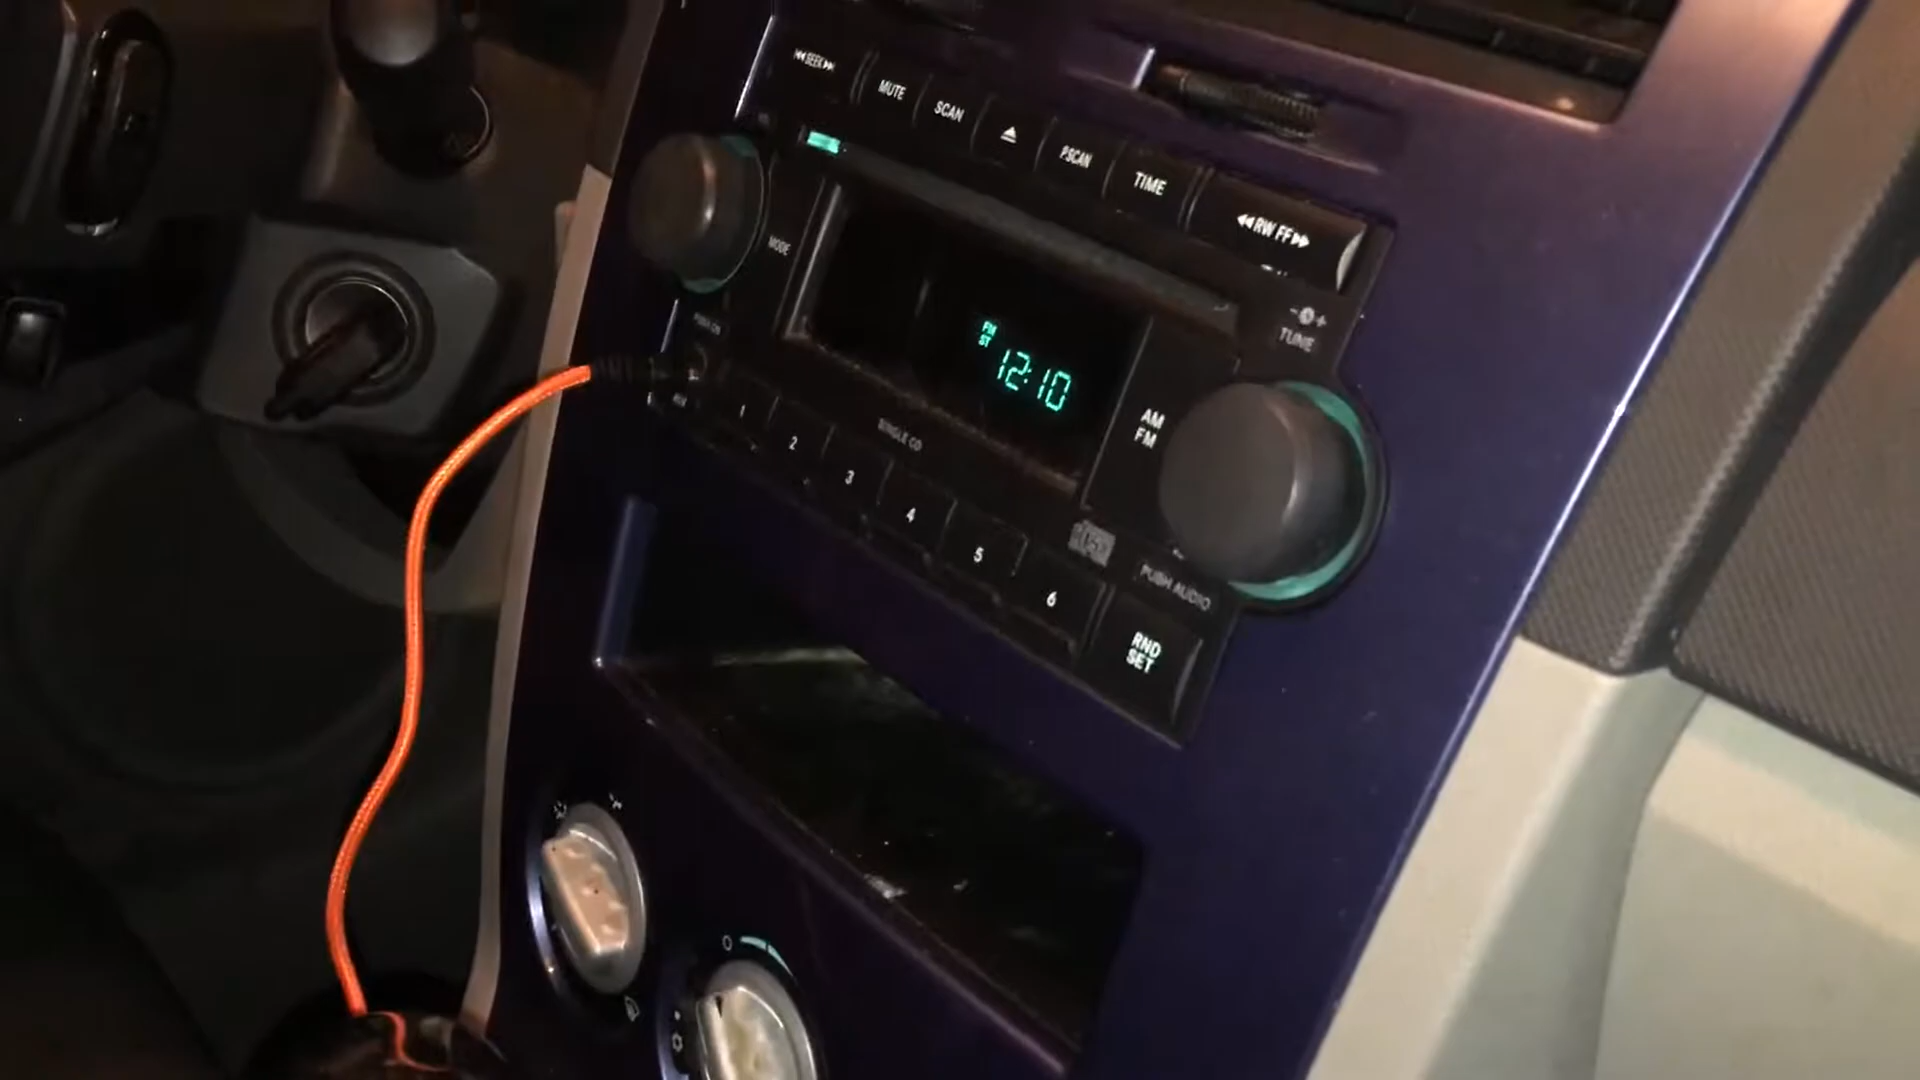 ⏮SEEK⏭
MUTE
SCAN
⏏
PSCAN
TIME
◀◀ RW FF ▶▶
MODE
TUNE
FM
ST
12:10
AM
FM
SINGLE CD
PUSH AUDIO
1
2
3
4
5
6
RND
SET